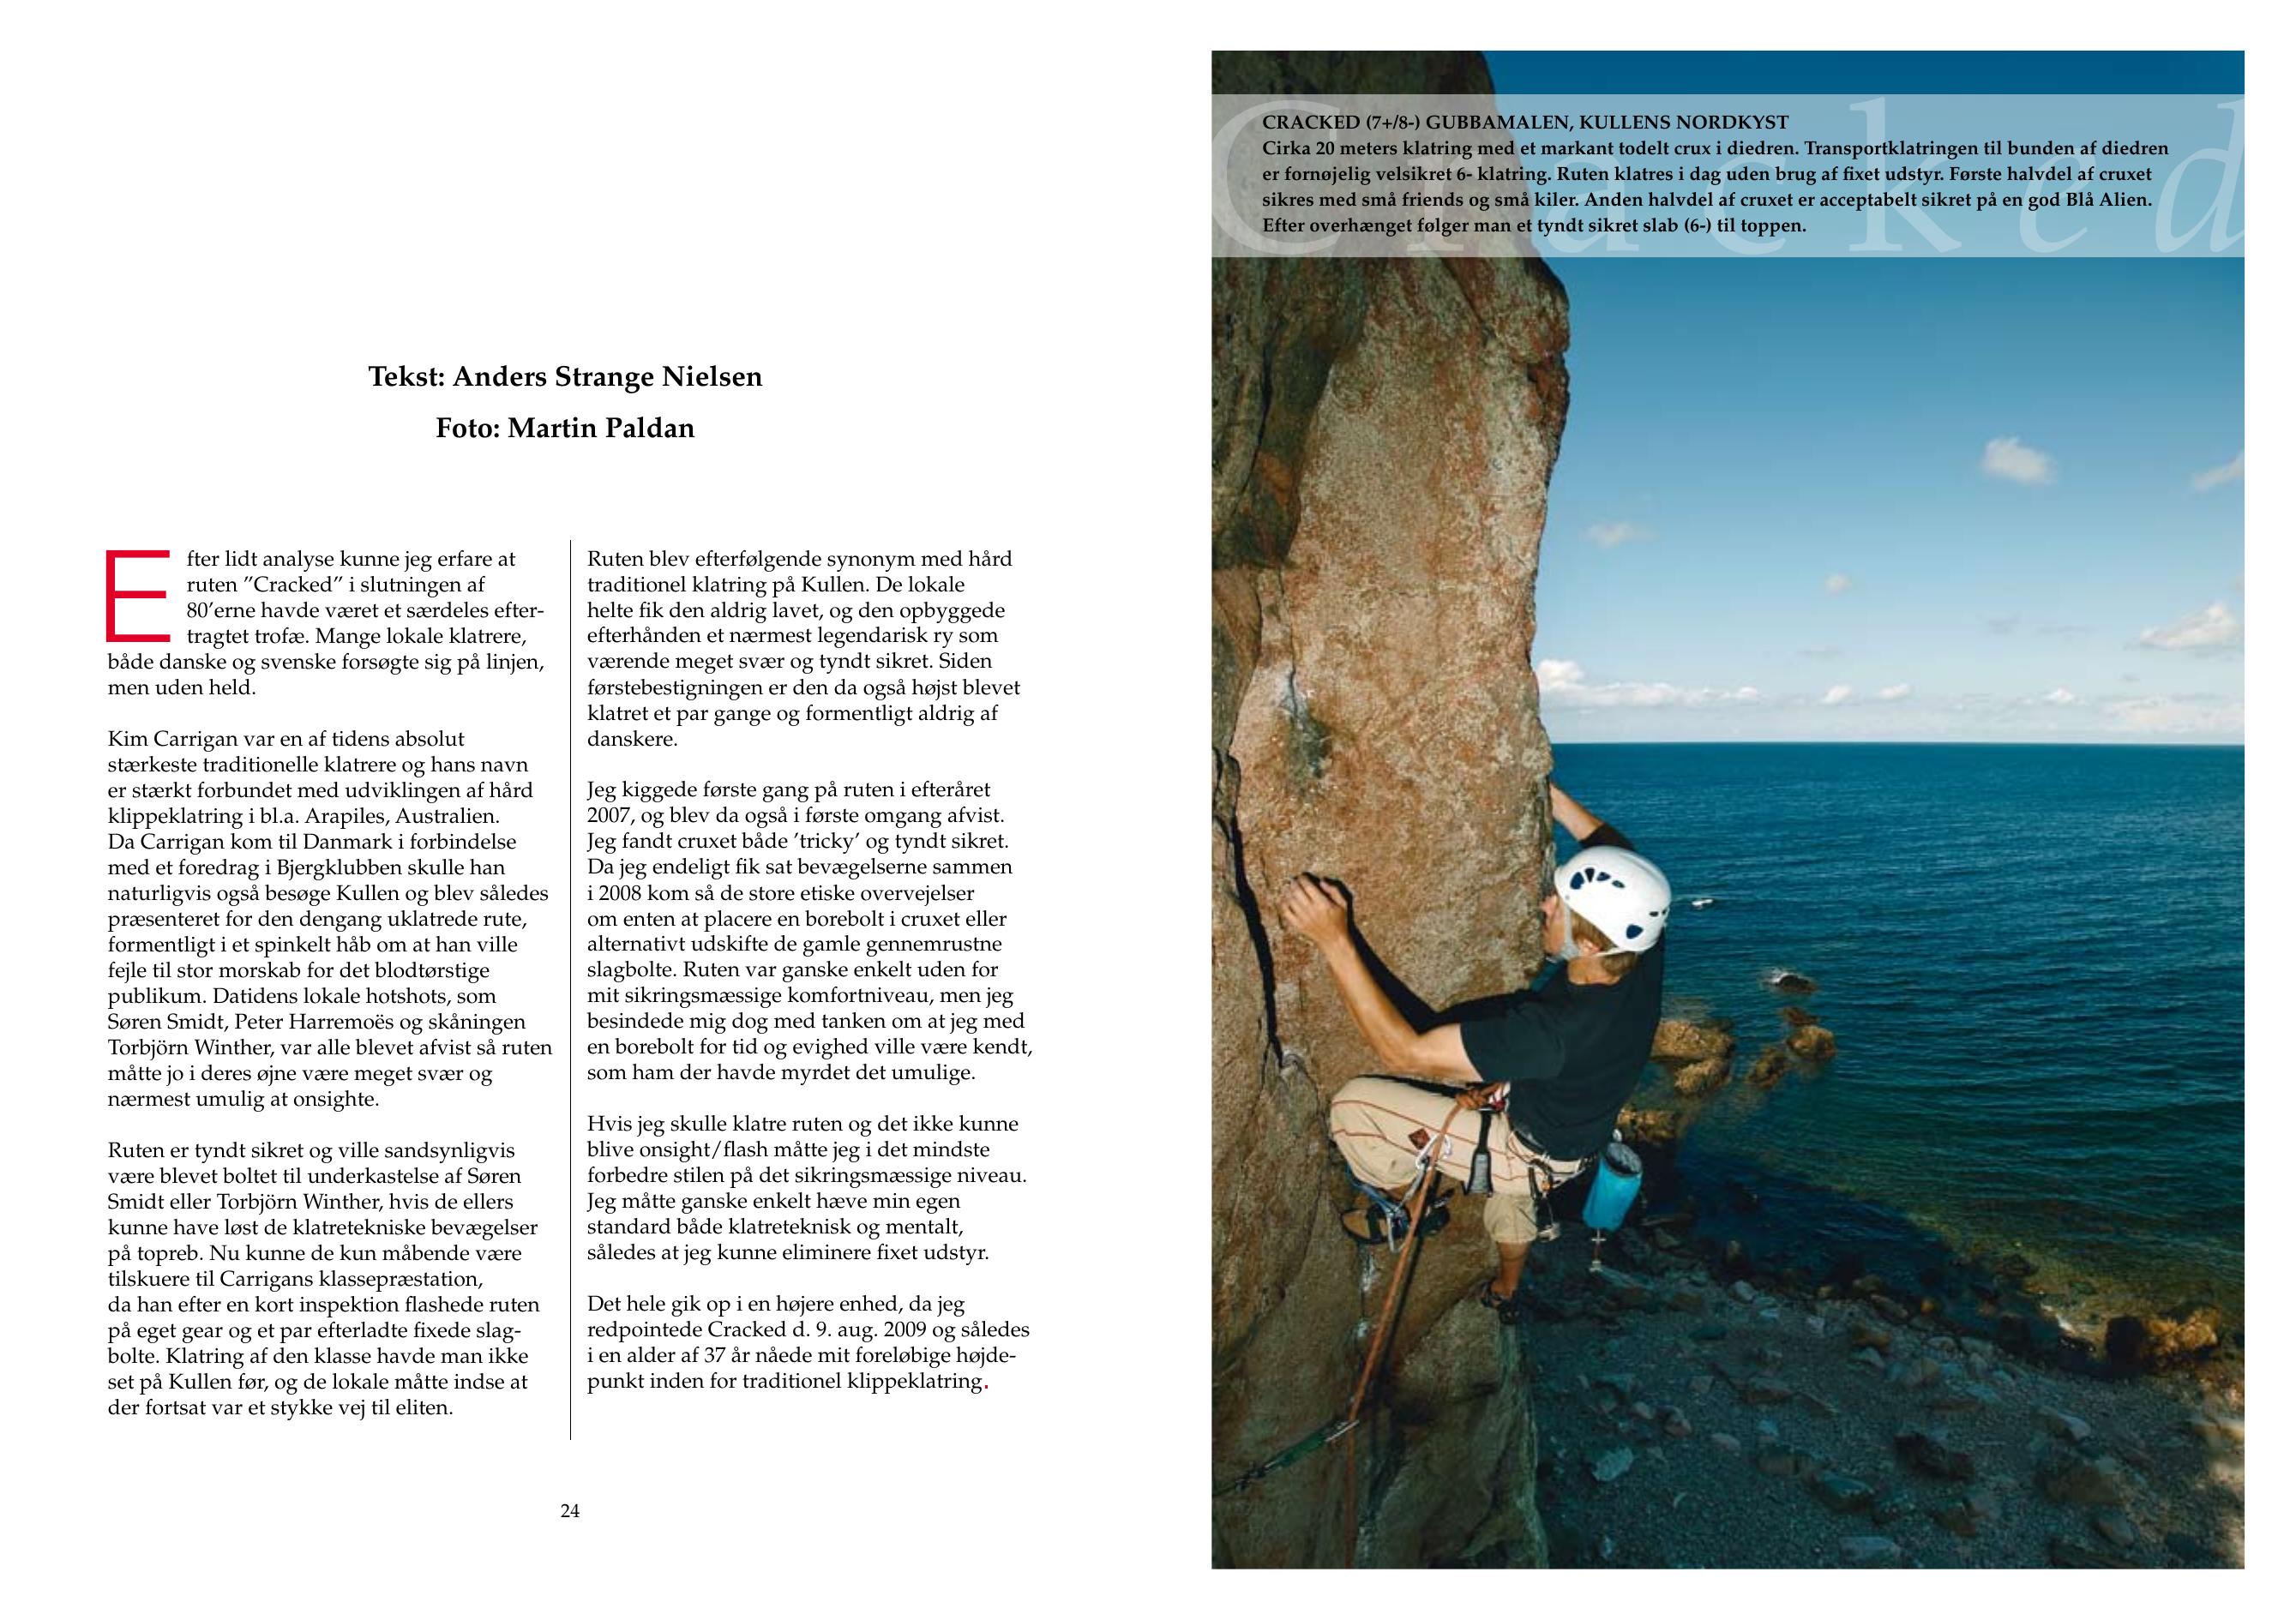 Tekst: Anders Strange Nielsen
Foto: Martin Paldan
Efter lidt analyse kunne jeg erfare at
ruten ”Cracked” i slutningen af
80’erne havde været et særdeles efter-
tragtet trofæ. Mange lokale klatrere,
både danske og svenske forsøgte sig på linjen,
men uden held.
Kim Carrigan var en af tidens absolut
stærkeste traditionelle klatrere og hans navn
er stærkt forbundet med udviklingen af hård
klippeklatring i bl.a. Arapiles, Australien.
Da Carrigan kom til Danmark i forbindelse
med et foredrag i Bjergklubben skulle han
naturligvis også besøge Kullen og blev således
præsenteret for den dengang uklatrede rute,
formentligt i et spinkelt håb om at han ville
fejle til stor morskab for det blodtørstige
publikum. Datidens lokale hotshots, som
Søren Smidt, Peter Harremoës og skåningen
Torbjörn Winther, var alle blevet afvist så ruten
måtte jo i deres øjne være meget svær og
nærmest umulig at onsighte.
Ruten er tyndt sikret og ville sandsynligvis
være blevet boltet til underkastelse af Søren
Smidt eller Torbjörn Winther, hvis de ellers
kunne have løst de klatretekniske bevægelser
på topreb. Nu kunne de kun måbende være
tilskuere til Carrigans klassepræstation,
da han efter en kort inspektion flashede ruten
på eget gear og et par efterladte fixede slag-
bolte. Klatring af den klasse havde man ikke
set på Kullen før, og de lokale måtte indse at
der fortsat var et stykke vej til eliten.
Ruten blev efterfølgende synonym med hård
traditionel klatring på Kullen. De lokale
helte fik den aldrig lavet, og den opbyggede
efterhånden et nærmest legendarisk ry som
værende meget svær og tyndt sikret. Siden
førstebestigningen er den da også højst blevet
klatret et par gange og formentligt aldrig af
danskere.
Jeg kiggede første gang på ruten i efteråret
2007, og blev da også i første omgang afvist.
Jeg fandt cruxet både ’tricky’ og tyndt sikret.
Da jeg endeligt fik sat bevægelserne sammen
i 2008 kom så de store etiske overvejelser
om enten at placere en borebolt i cruxet eller
alternativt udskifte de gamle gennemrustne
slagbolte. Ruten var ganske enkelt uden for
mit sikringsmæssige komfortniveau, men jeg
besindede mig dog med tanken om at jeg med
en borebolt for tid og evighed ville være kendt,
som ham der havde myrdet det umulige.
Hvis jeg skulle klatre ruten og det ikke kunne
blive onsight/flash måtte jeg i det mindste
forbedre stilen på det sikringsmæssige niveau.
Jeg måtte ganske enkelt hæve min egen
standard både klatreteknisk og mentalt,
således at jeg kunne eliminere fixet udstyr.
Det hele gik op i en højere enhed, da jeg
redpointede Cracked d. 9. aug. 2009 og således
i en alder af 37 år nåede mit foreløbige højde-
punkt inden for traditionel klippeklatring.
24
Cracked
CRACKED (7+/8-) GUBBAMALEN, KULLENS NORDKYST
Cirka 20 meters klatring med et markant todelt crux i diedren. Transportklatringen til bunden af diedren
er fornøjelig velsikret 6- klatring. Ruten klatres i dag uden brug af fixet udstyr. Første halvdel af cruxet
sikres med små friends og små kiler. Anden halvdel af cruxet er acceptabelt sikret på en god Blå Alien.
Efter overhænget følger man et tyndt sikret slab (6-) til toppen.